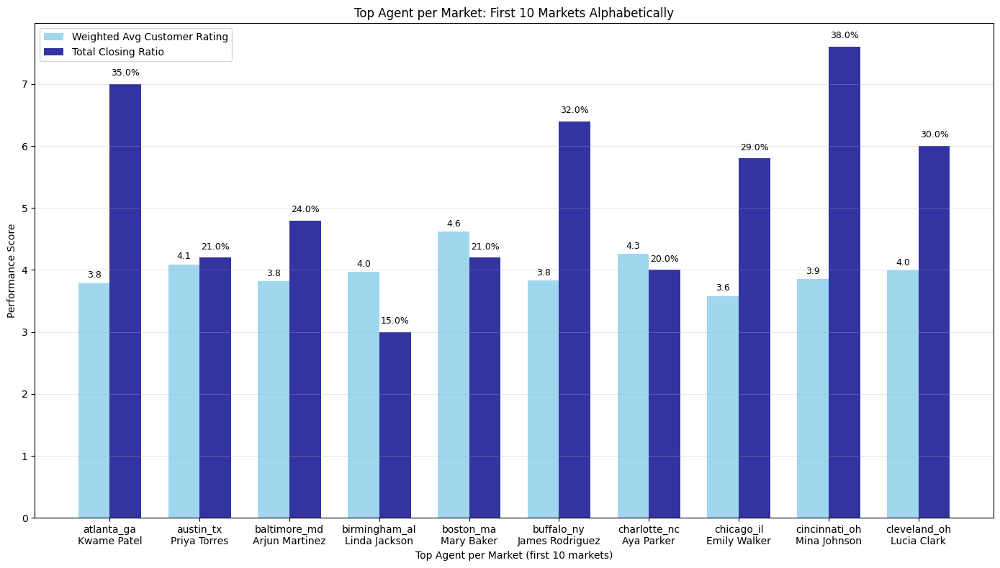 Top Agent per Market: First 10 Markets Alphabetically
Weighted Avg Customer Rating
Total Closing Ratio
Performance Score
7
6
5
4
3
2
1
0
3.8
35.0%
4.1
21.0%
3.8
24.0%
4.0
15.0%
4.6
21.0%
3.8
32.0%
4.3
20.0%
3.6
29.0%
3.9
38.0%
4.0
30.0%
atlanta_ga
Kwame Patel
austin_tx
Priya Torres
baltimore_md
Arjun Martinez
birmingham_al
Linda Jackson
boston_ma
Mary Baker
buffalo_ny
James Rodriguez
charlotte_nc
Aya Parker
chicago_il
Emily Walker
cincinnati_oh
Mina Johnson
cleveland_oh
Lucia Clark
Top Agent per Market (first 10 markets)